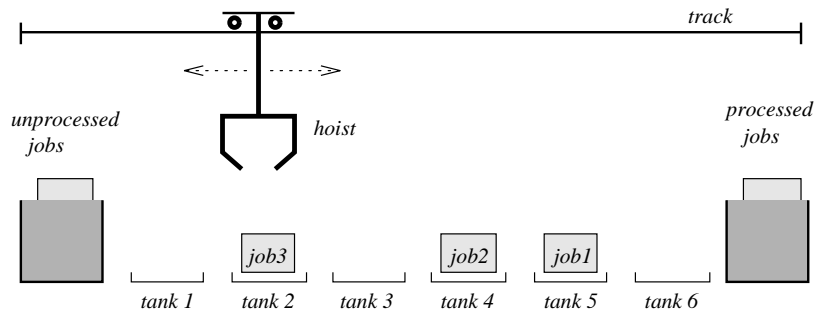 track
unprocessed
jobs
hoist
processed
jobs
job3
job2
job1
tank 1
tank 2
tank 3
tank 4
tank 5
tank 6